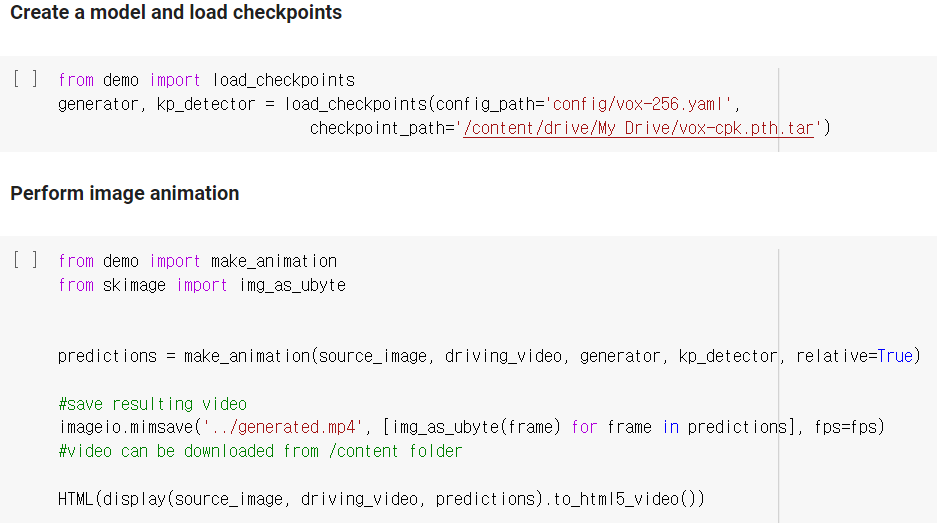 Create a model and load checkpoints
[ ] from demo import load_checkpoints
generator, kp_detector = load_checkpoints(config_path='config/vox-256.yaml',
checkpoint_path='/content/drive/My Drive/vox-cpk.pth.tar')
Perform image animation
[ ] from demo import make_animation
from skimage import img_as_ubyte
predictions = make_animation(source_image, driving_video, generator, kp_detector, relative=True)
#save resulting video
imageio.mimsave('../generated.mp4', [img_as_ubyte(frame) for frame in predictions], fps=fps)
#video can be downloaded from /content folder
HTML(display(source_image, driving_video, predictions).to_html5_video())